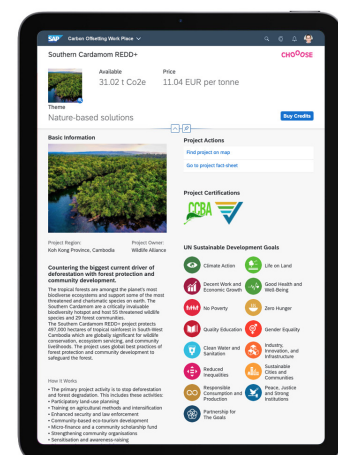 SAP Carbon Offsetting Work Place
Southern Cardamom REDD+
CHOOOSE
Available
Price
31.02 t Co2e
11.04 EUR per tonne
Theme
Nature-based solutions
Buy Credits
Basic Information
Project Actions
Find project on map
Go to project fact-sheet
Project Certifications
CCBA
Project Region:
Project Owner:
Koh Kong Province, Cambodia
Wildlife Alliance
UN Sustainable Development Goals
Countering the biggest current driver of
deforestation with forest protection and
community development.
The tropical forests are amongst the planet's most
biodiverse ecosystems and support some of the most
threatened and charismatic species on earth. The
Southern Cardamom are a critically invaluable
biodiversity hotspot and host 55 threatened wildlife
species and 29 forest communities.
The Southern Cardamom REDD+ project protects
497,000 hectares of tropical rainforest in South-West
Cambodia which are globally significant for wildlife
conservation, ecosystem servicing, and community
livelihoods. The project uses global best practices of
forest protection and community development to
safeguard the forest.
How it Works
• The primary project activity is to stop deforestation
and forest degradation. This includes these activities:
• Participatory land-use planning
• Training on agricultural methods and intensification
• Enhanced security and law enforcement
• Community-based eco-tourism development
• Micro-finance and a community scholarship fund
• Strengthening community organisations
• Sensitisation and awareness-raising
Climate Action
Life on Land
Decent Work and
Economic Growth
Good Health and
Well-Being
No Poverty
Zero Hunger
Quality Education
Gender Equality
Clean Water and
Sanitation
Industry,
Innovation, and
Infrastructure
Reduced
Inequalities
Sustainable
Cities and
Communities
Responsible
Consumption and
Production
Peace, Justice
and Strong
Institutions
Partnership for
The Goals